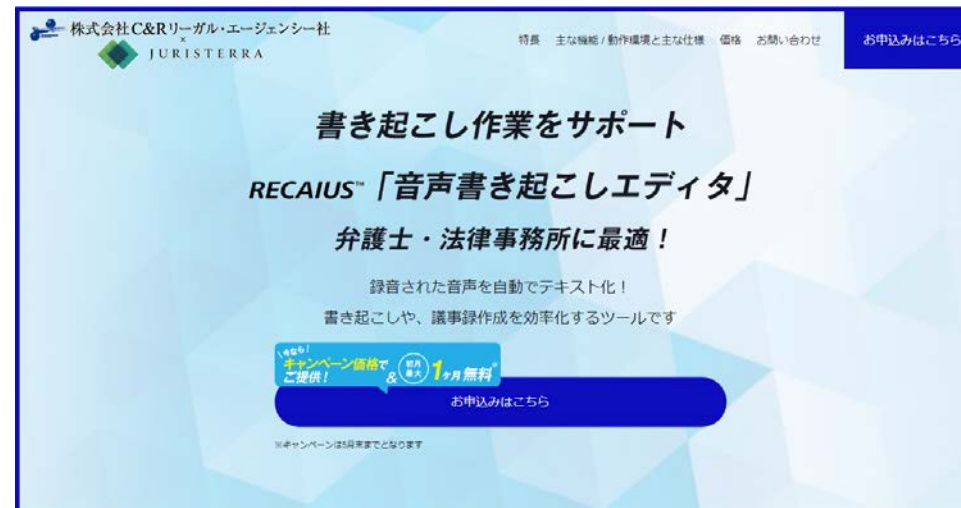 株式会社C&Rリーガル・エージェンシー社
×
JURISTERRA
特長 主な機能/動作環境と主な仕様 価格 お問い合わせ
お申込みはこちら
書き起こし作業をサポート
RECAIUS™「音声書き起こしエディタ」
弁護士・法律事務所に最適！
録音された音声を自動でテキスト化！
書き起こしや、議事録作成を効率化するツールです
今なら！
キャンペーン価格で
ご提供！ & 初月最大 1ヶ月無料※
お申込みはこちら
※キャンペーンは5月末までとなります